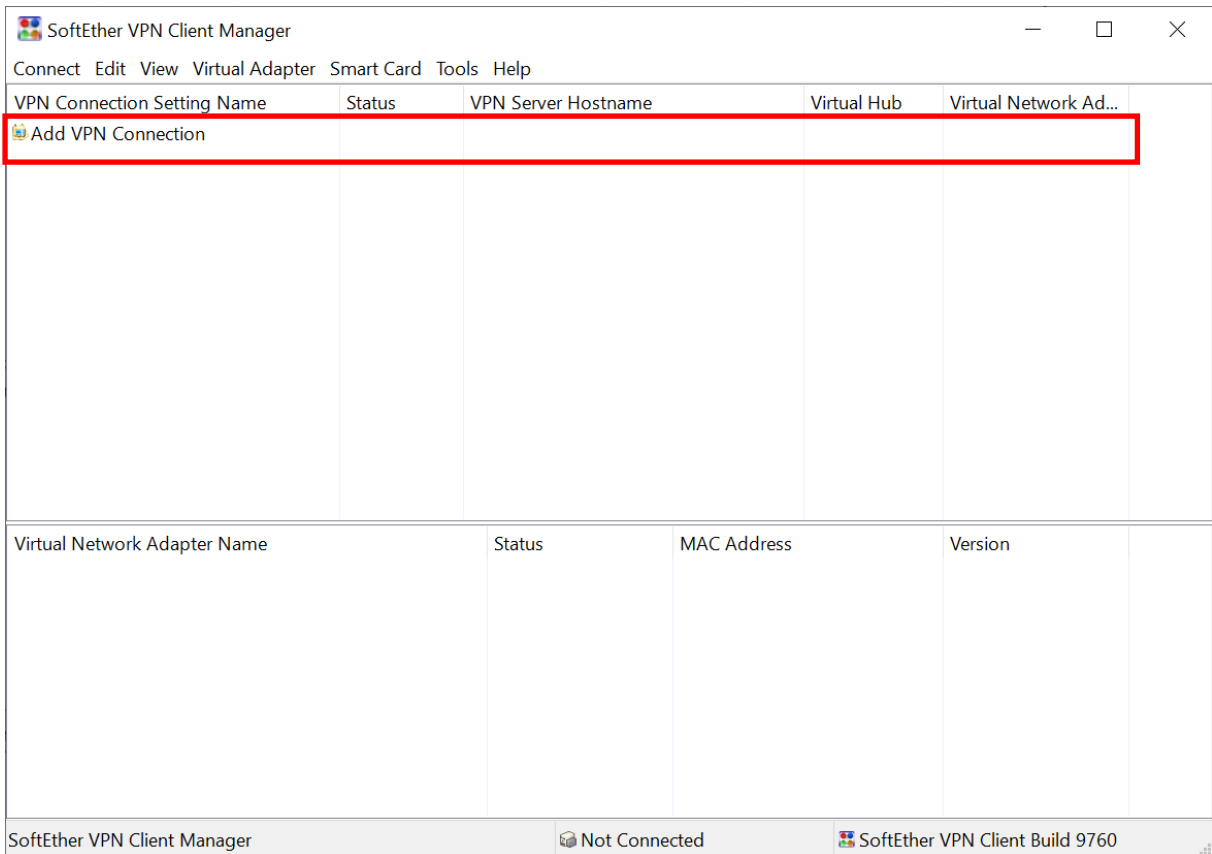 SoftEther VPN Client Manager
Connect Edit View Virtual Adapter Smart Card Tools Help
VPN Connection Setting Name Status VPN Server Hostname Virtual Hub Virtual Network Ad...
Add VPN Connection
Virtual Network Adapter Name Status MAC Address Version
SoftEther VPN Client Manager Not Connected SoftEther VPN Client Build 9760